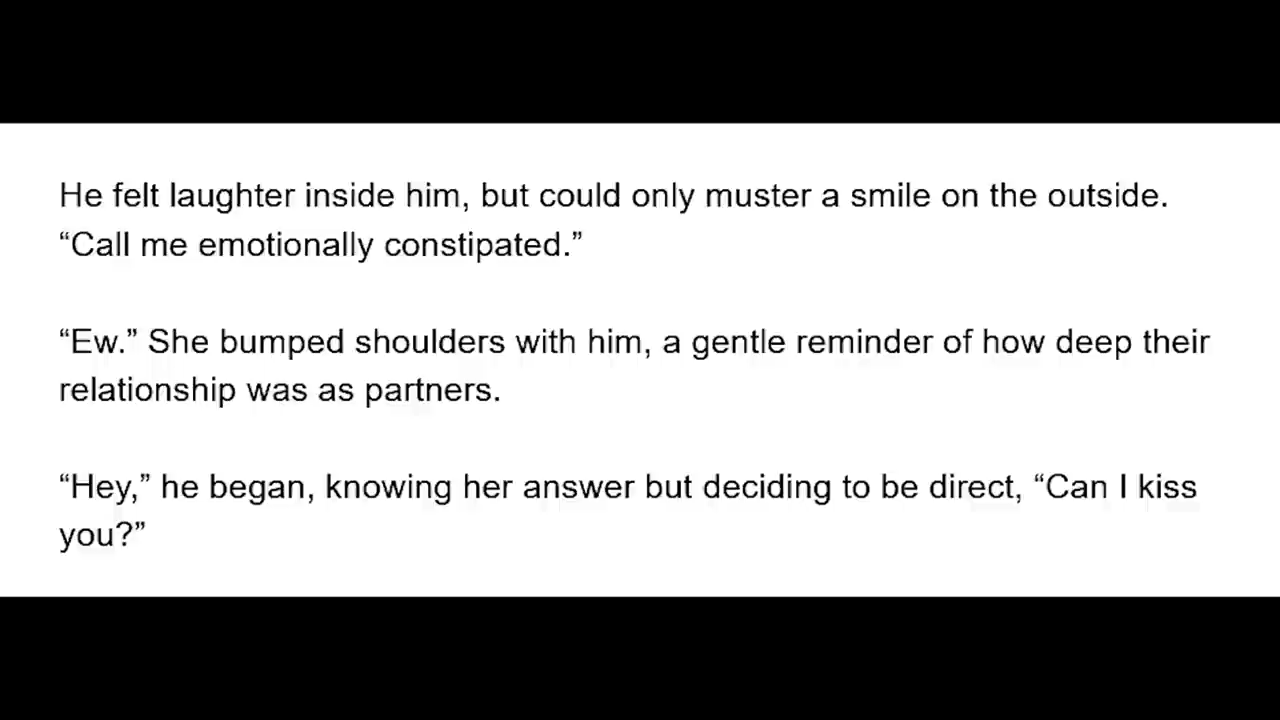 He felt laughter inside him, but could only muster a smile on the outside.
“Call me emotionally constipated.”
“Ew.” She bumped shoulders with him, a gentle reminder of how deep their
relationship was as partners.
“Hey,” he began, knowing her answer but deciding to be direct, “Can I kiss
you?”